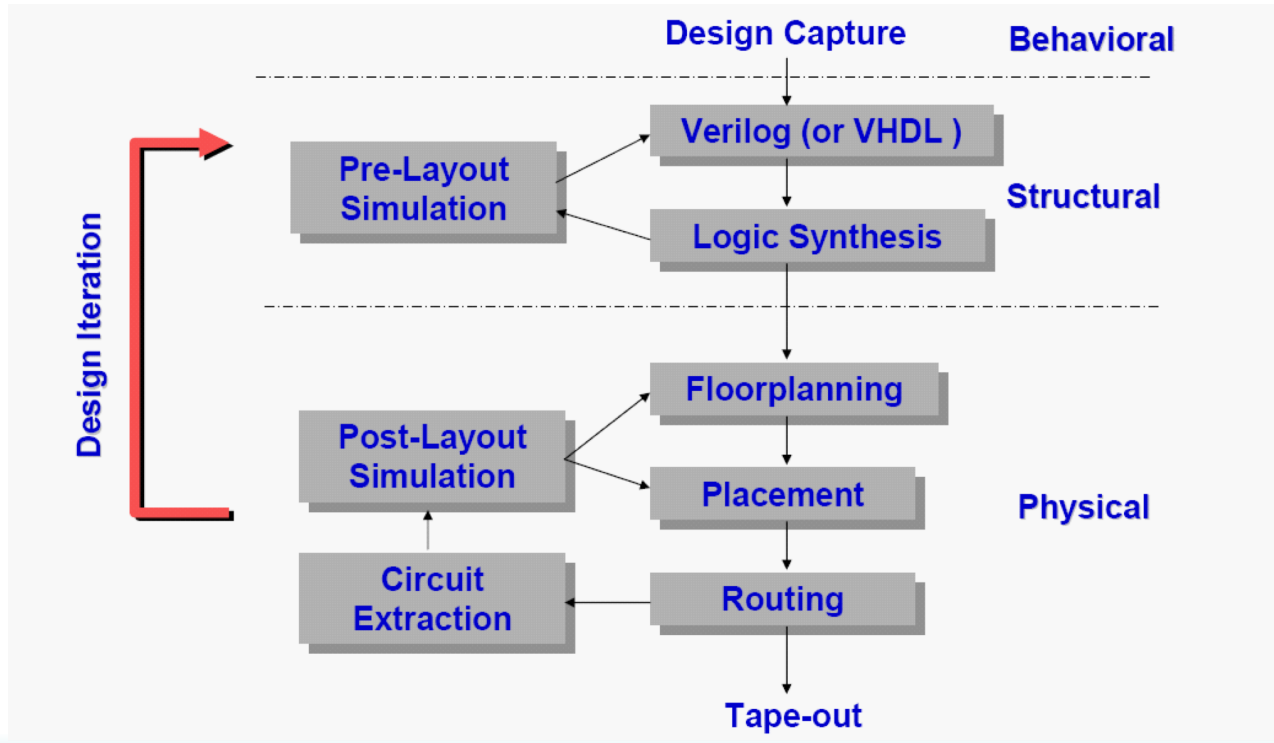 Design Capture
Behavioral
Verilog (or VHDL )
Pre-Layout
Simulation
Structural
Logic Synthesis
Design Iteration
Floorplanning
Post-Layout
Simulation
Placement
Physical
Circuit
Extraction
Routing
Tape-out